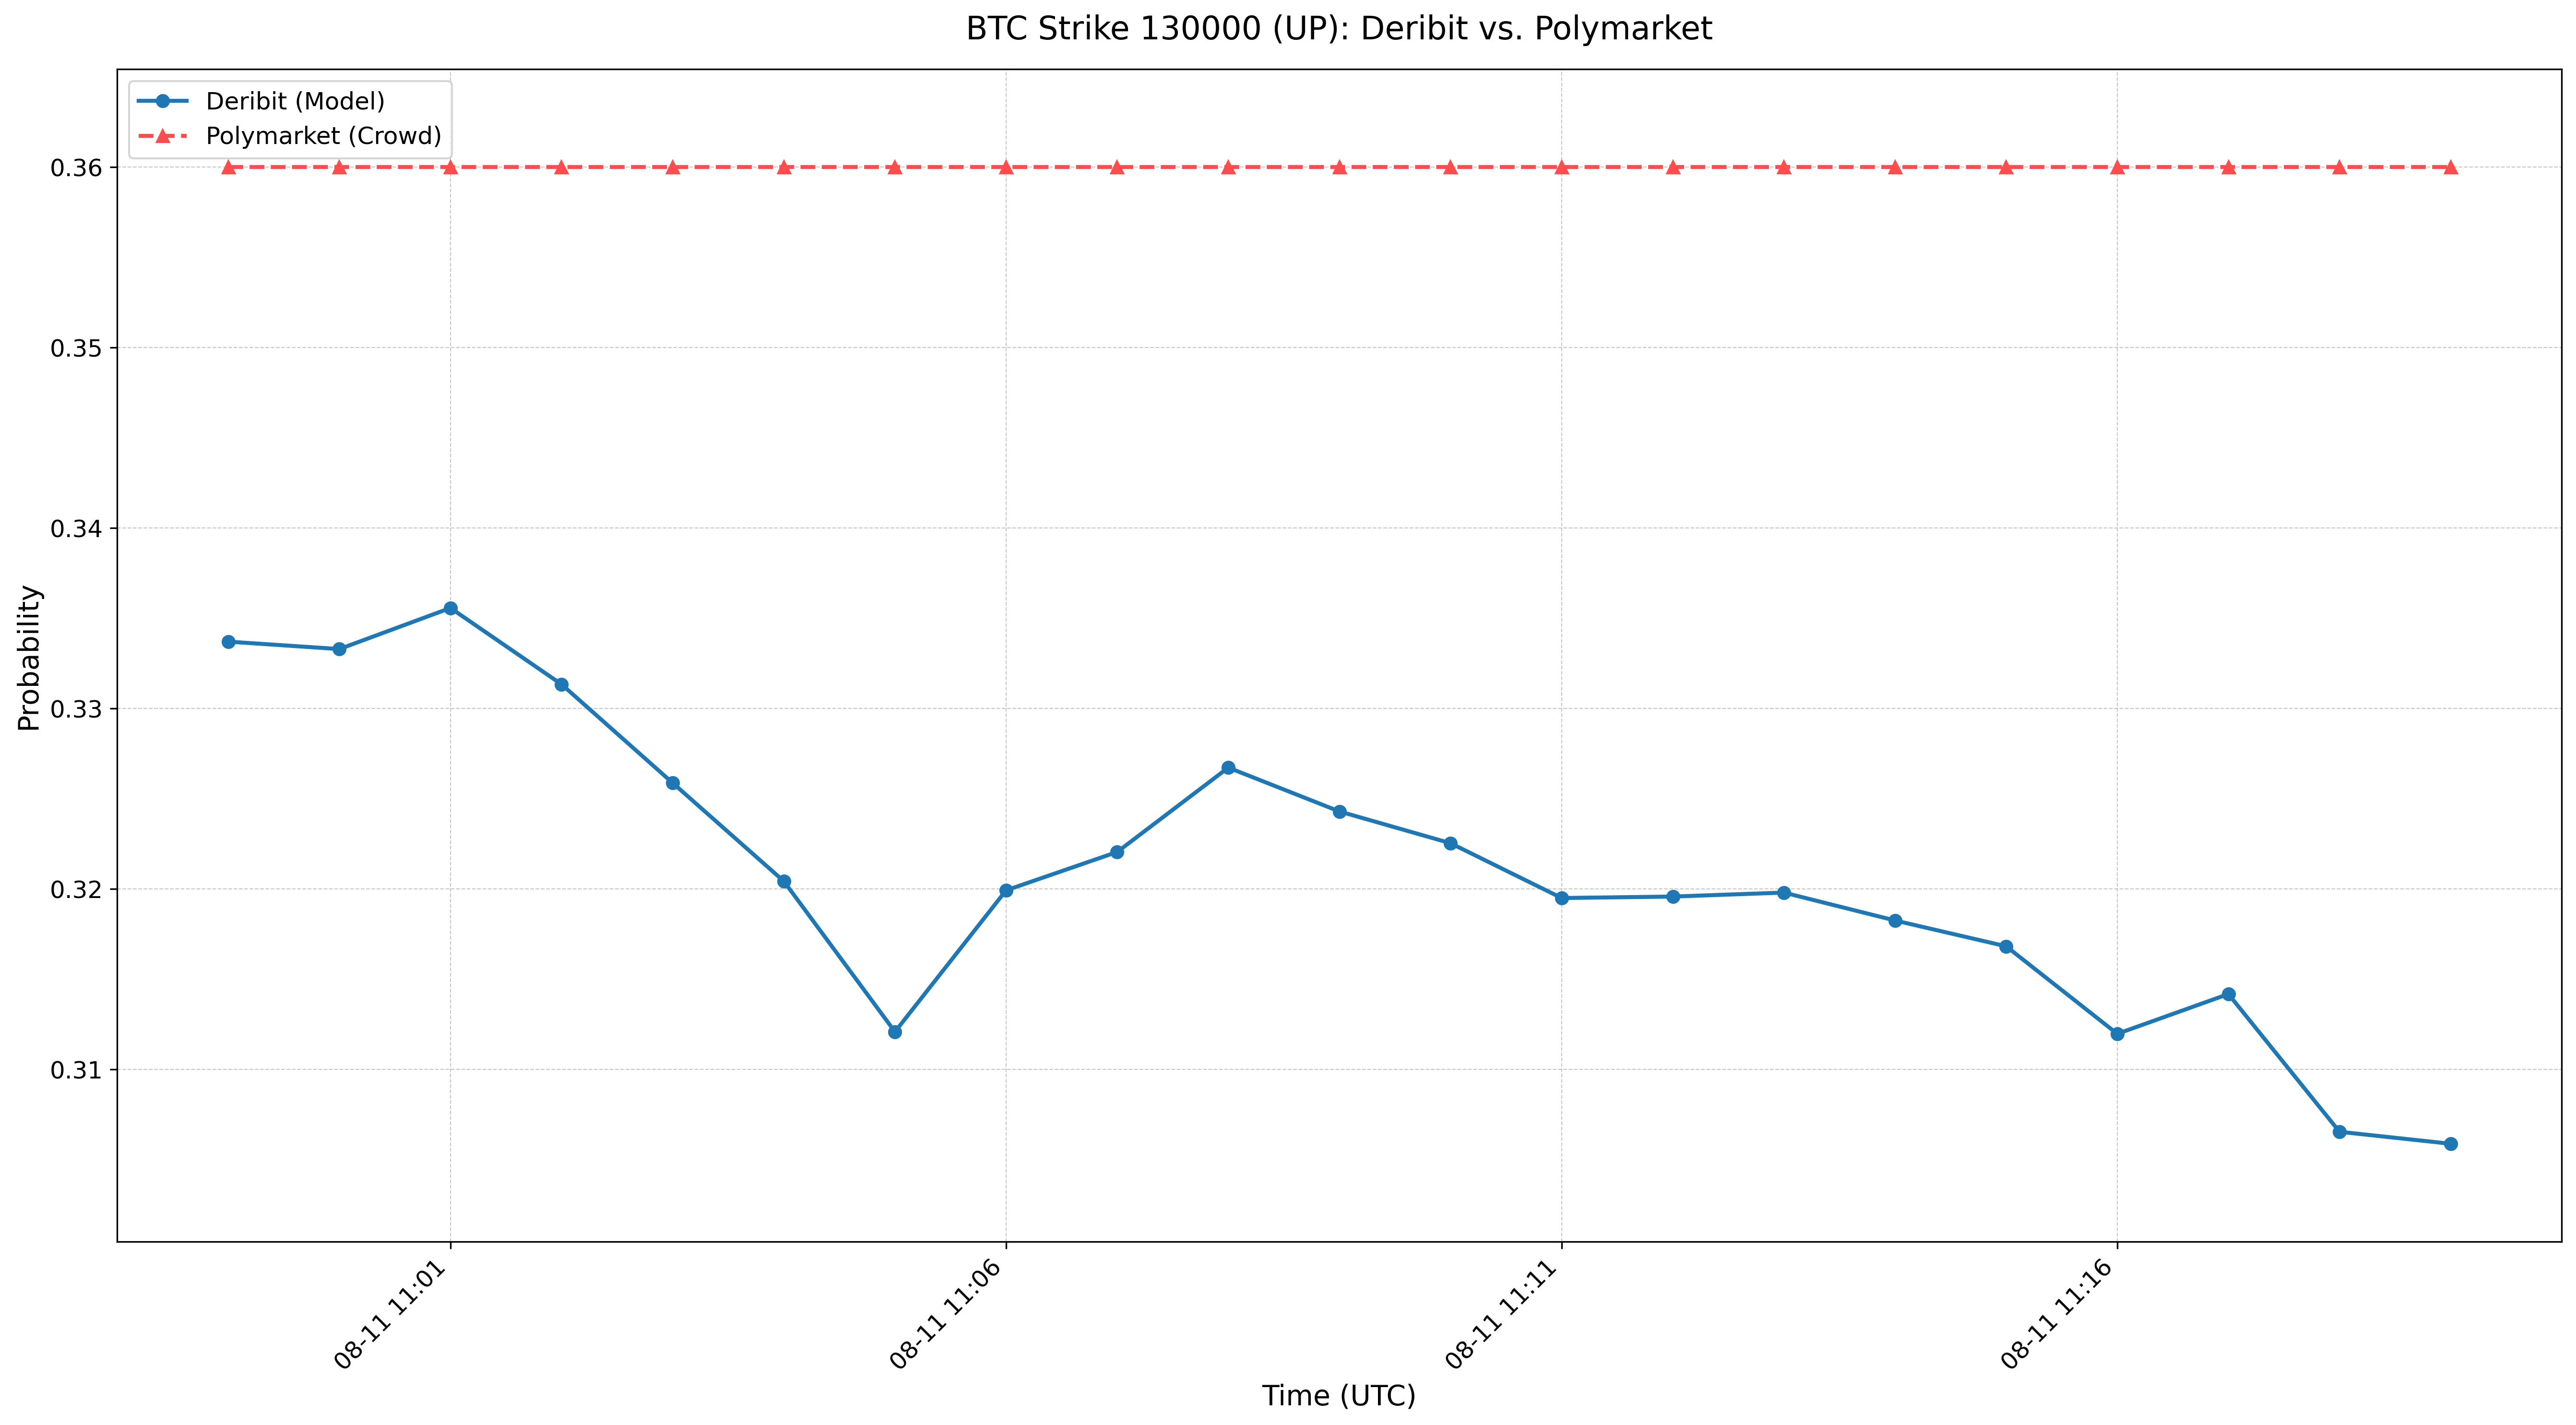 BTC Strike 130000 (UP): Deribit vs. Polymarket
Deribit (Model)
Polymarket (Crowd)
0.36
0.35
0.34
0.33
0.32
0.31
Probability
08-11 11:01
08-11 11:06
08-11 11:11
08-11 11:16
Time (UTC)